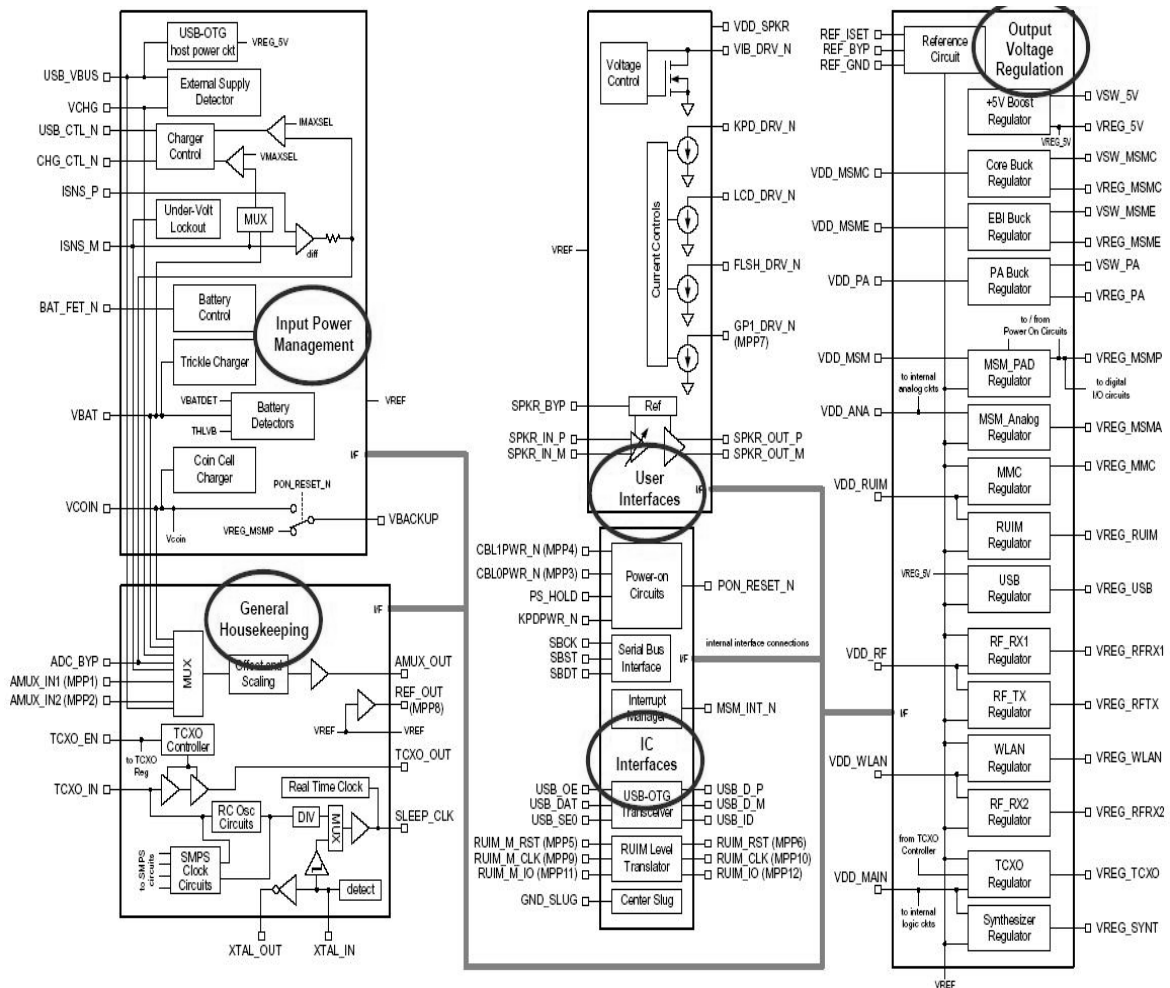 USB-OTG
host power ckt
VREG_5V
USB_VBUS
External Supply
Detector
VCHG
USB_CTL_N
Charger
Control
IMAXSEL
CHG_CTL_N
VMAXSEL
ISNS_P
Under-Volt
Lockout
MUX
ISNS_M
diff
BAT_FET_N
Battery
Control
Input Power
Management
Trickle Charger
VBATDET
VBAT
Battery
Detectors
VREF
THLVB
Coin Cell
Charger
I/F
PON_RESET_N
VCOIN
VBACKUP
VREG_MSMP
Vcoin
General
Housekeeping
I/F
ADC_BYP
MUX
Offset and
Scaling
AMUX_OUT
AMUX_IN1 (MPP1)
AMUX_IN2 (MPP2)
REF_OUT
(MPP8)
VREF
VREF
TCXO_EN
TCXO
Controller
to TCXO
Reg
TCXO_OUT
TCXO_IN
Real Time Clock
RC Osc
Circuits
DIV
MUX
SLEEP_CLK
to SMPS
circuits
SMPS
Clock
Circuits
detect
XTAL_OUT
XTAL_IN
VDD_SPKR
Voltage
Control
VIB_DRV_N
KPD_DRV_N
LCD_DRV_N
VREF
Current Controls
FLSH_DRV_N
GP1_DRV_N
(MPP7)
SPKR_BYP
Ref
SPKR_IN_P
SPKR_OUT_P
SPKR_IN_M
SPKR_OUT_M
User
Interfaces
I/F
CBL1PWR_N (MPP4)
CBL0PWR_N (MPP3)
Power-on
Circuits
PON_RESET_N
PS_HOLD
KPDPWR_N
SBCK
SBST
SBDT
Serial Bus
Interface
I/F
internal interface connections
Interrupt
Manager
MSM_INT_N
IC
Interfaces
USB_OE
USB_DAT
USB_SE0
USB-OTG
Transceiver
USB_D_P
USB_D_M
USB_ID
RUIM_M_RST (MPP5)
RUIM_M_CLK (MPP9)
RUIM_M_IO (MPP11)
RUIM Level
Translator
RUIM_RST (MPP6)
RUIM_CLK (MPP10)
RUIM_IO (MPP12)
GND_SLUG
Center Slug
REF_ISET
REF_BYP
REF_GND
Reference
Circuit
Output
Voltage
Regulation
+5V Boost
Regulator
VSW_5V
VREG_5V
VREG_5V
VDD_MSMC
Core Buck
Regulator
VSW_MSMC
VREG_MSMC
VDD_MSME
EBI Buck
Regulator
VSW_MSME
VREG_MSME
VDD_PA
PA Buck
Regulator
VSW_PA
VREG_PA
to / from
Power On Circuits
VDD_MSM
MSM_PAD
Regulator
VREG_MSMP
to internal
analog ckts
to digital
I/O circuits
VDD_ANA
MSM_Analog
Regulator
VREG_MSMA
VDD_RUIM
MMC
Regulator
VREG_MMC
RUIM
Regulator
VREG_RUIM
VREG_5V
USB
Regulator
VREG_USB
VDD_RF
RF_RX1
Regulator
VREG_RFRX1
RF_TX
Regulator
VREG_RFTX
I/F
VDD_WLAN
WLAN
Regulator
VREG_WLAN
RF_RX2
Regulator
VREG_RFRX2
from TCXO
Controller
VDD_MAIN
TCXO
Regulator
VREG_TCXO
to internal
logic ckts
Synthesizer
Regulator
VREG_SYNT
VREF